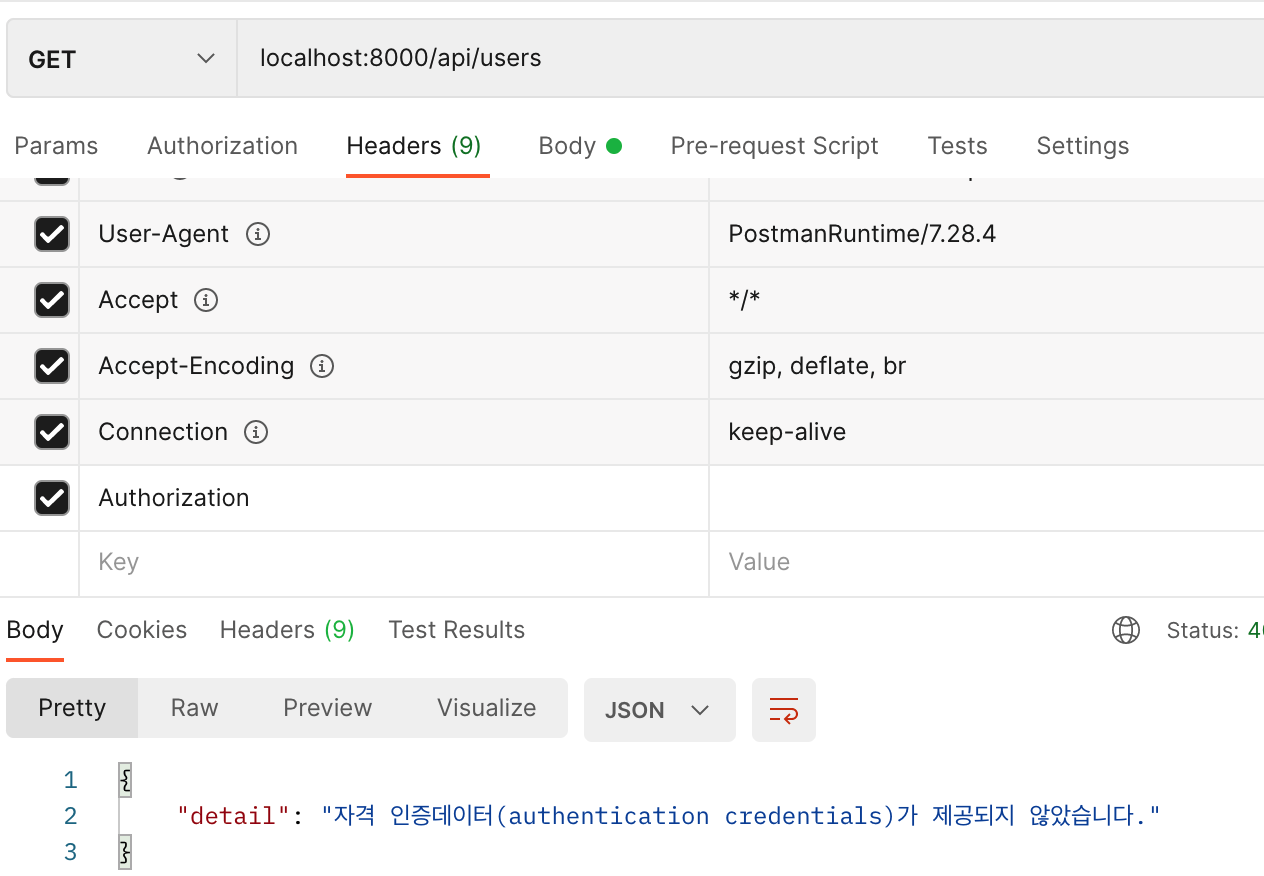 GET localhost:8000/api/users
Params Authorization Headers (9) Body Pre-request Script Tests Settings
User-Agent PostmanRuntime/7.28.4
Accept */*
Accept-Encoding gzip, deflate, br
Connection keep-alive
Authorization
Key Value
Body Cookies Headers (9) Test Results Status:
Pretty Raw Preview Visualize JSON
1 {
2 "detail": "자격 인증데이터(authentication credentials)가 제공되지 않았습니다."
3 }